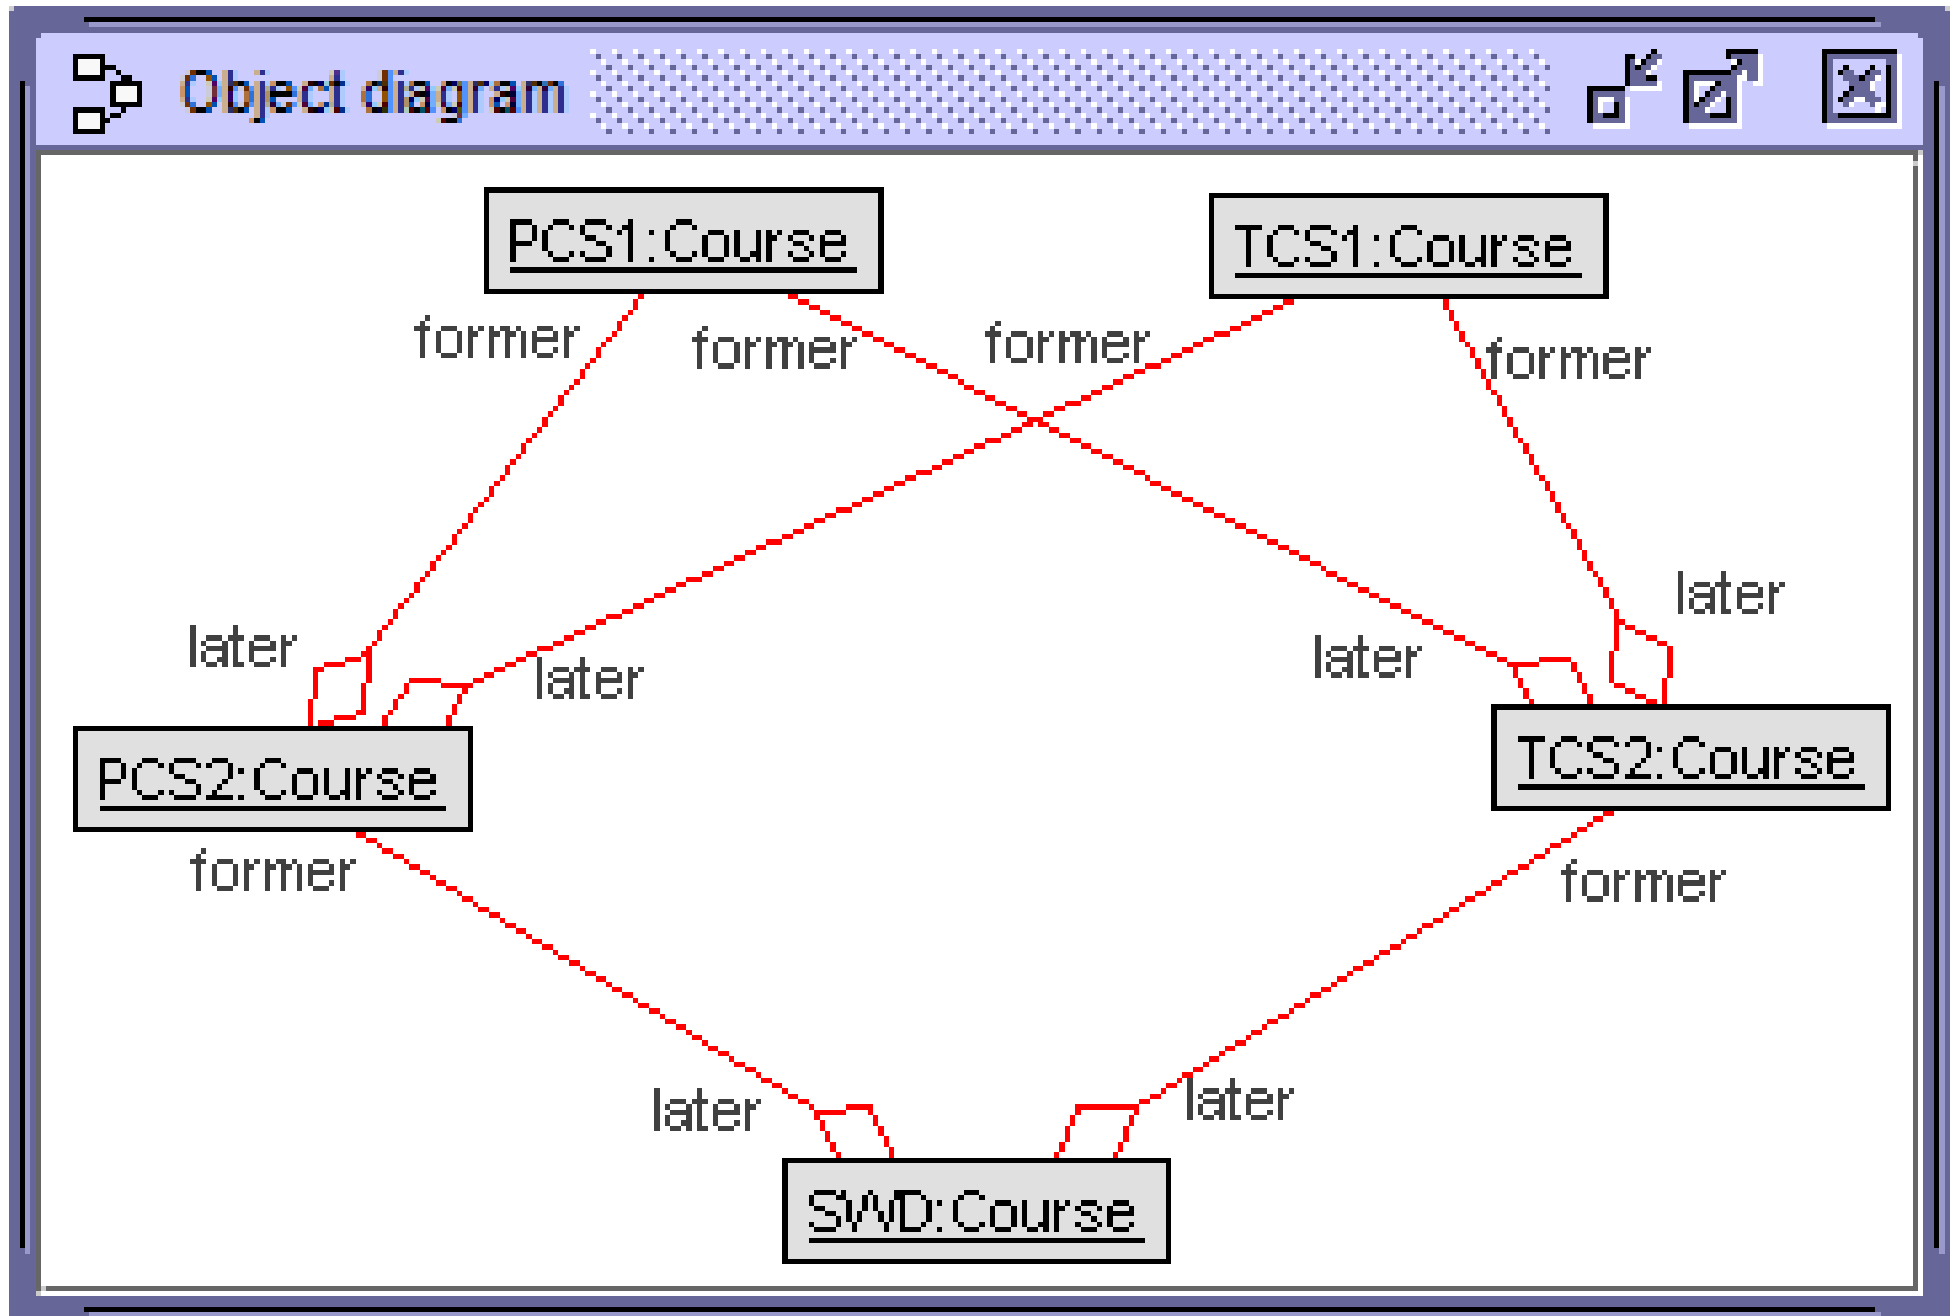 Object diagram
PCS1:Course
TCS1:Course
former
former
former
former
later
later
later
later
PCS2:Course
TCS2:Course
former
former
later
later
SWD:Course